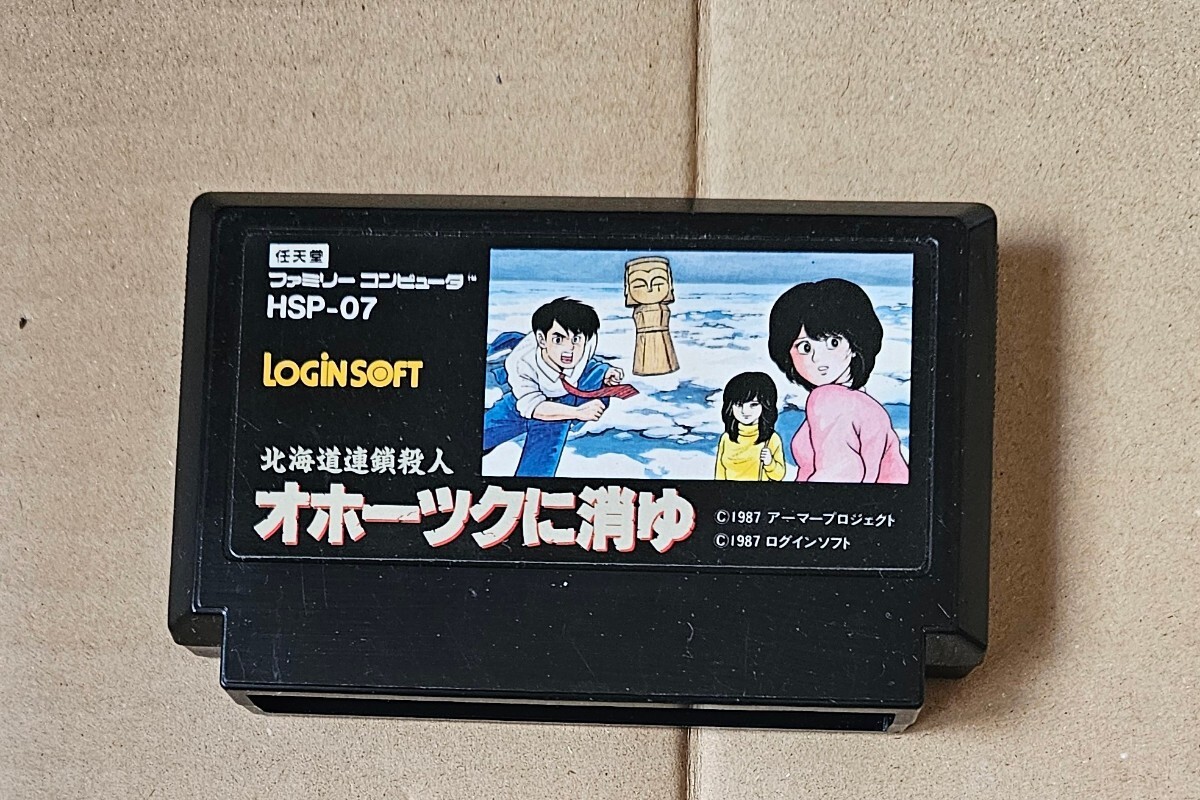 任天堂
ファミリー コンピュータ™
HSP-07
LOGiNSOFT
北海道連鎖殺人
オホーツクに消ゆ
©1987 アーマープロジェクト
©1987 ログインソフト